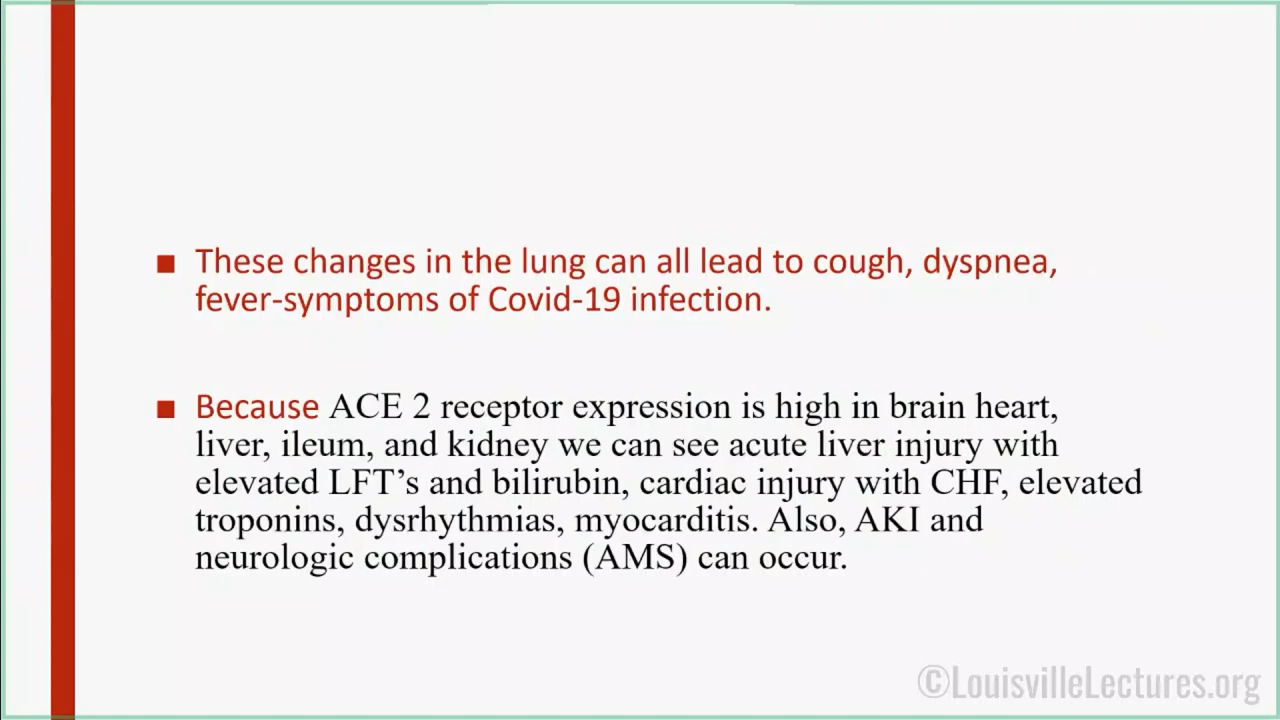 ■ These changes in the lung can all lead to cough, dyspnea,
fever-symptoms of Covid-19 infection.
■ Because ACE 2 receptor expression is high in brain heart,
liver, ileum, and kidney we can see acute liver injury with
elevated LFT’s and bilirubin, cardiac injury with CHF, elevated
troponins, dysrhythmias, myocarditis. Also, AKI and
neurologic complications (AMS) can occur.
©LouisvilleLectures.org